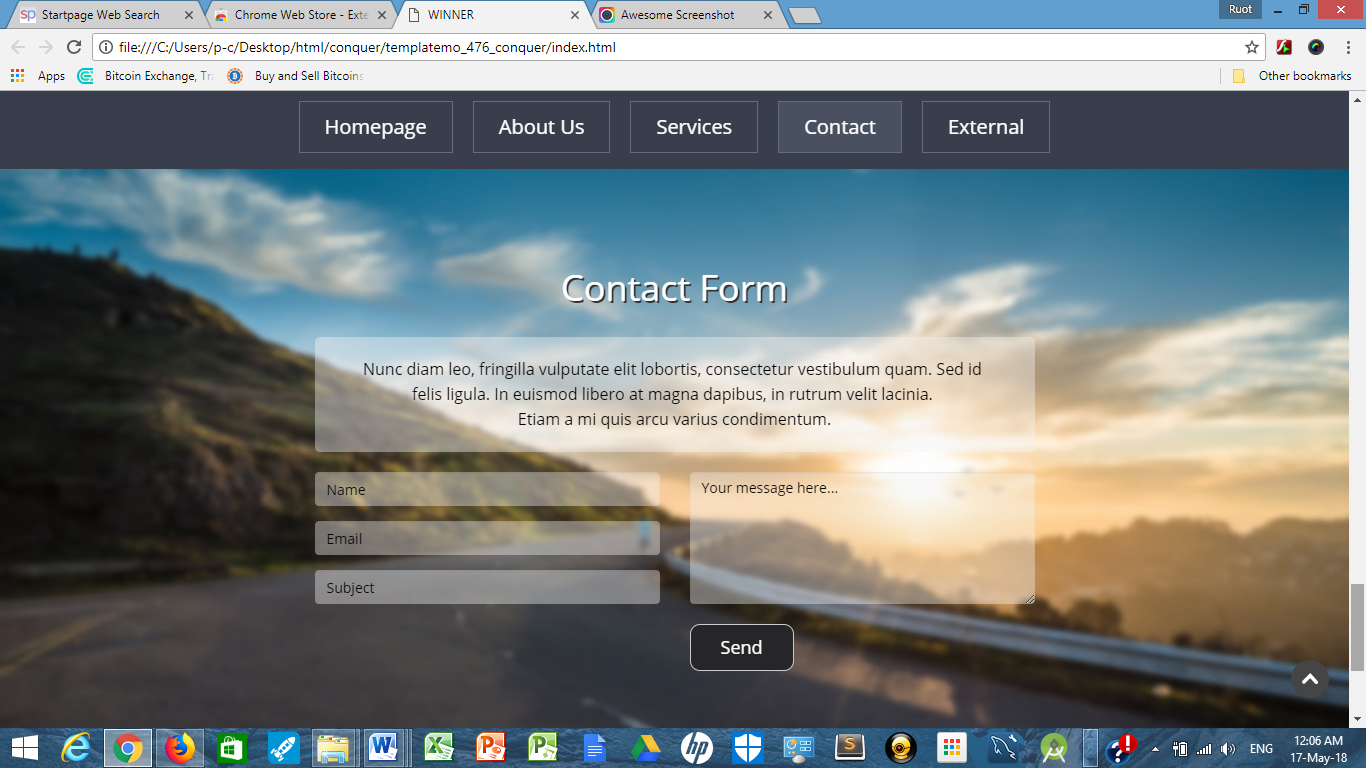 Startpage Web Search
Chrome Web Store - Exte
WINNER
Awesome Screenshot
Ruot
file:///C:/Users/p-c/Desktop/html/conquer/templatemo_476_conquer/index.html
Apps
Bitcoin Exchange, Tra
Buy and Sell Bitcoins
Other bookmarks
Homepage
About Us
Services
Contact
External
Contact Form
Nunc diam leo, fringilla vulputate elit lobortis, consectetur vestibulum quam. Sed id
felis ligula. In euismod libero at magna dapibus, in rutrum velit lacinia.
Etiam a mi quis arcu varius condimentum.
Name
Email
Subject
Your message here...
Send
ENG
12:06 AM
17-May-18